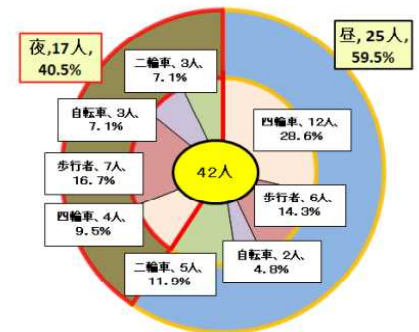 夜,17人,
40.5%
昼, 25人,
59.5%
二輪車、3人、
7.1%
自転車、3人、
7.1%
歩行者、7人、
16.7%
四輪車、4人、
9.5%
二輪車、5人、
11.9%
四輪車、12人、
28.6%
歩行者、6人、
14.3%
自転車、2人、
4.8%
42人